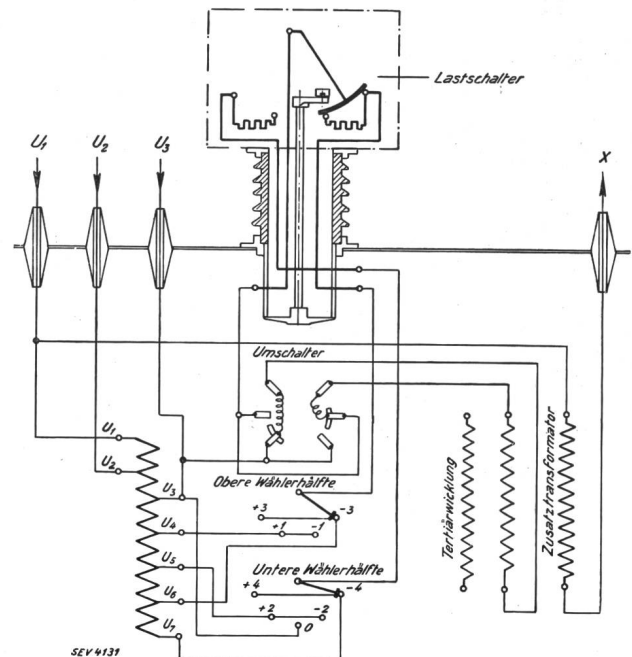 Lastschalter
U1
U2
U3
X
Umschalter
Obere Wählerhälfte
+3
+1
-1
-3
Untere Wählerhälfte
+4
+2
-2
-4
0
U1
U2
U3
U4
U5
U6
U7
Tertiärwicklung
Zusatztransformator
SEV 4131